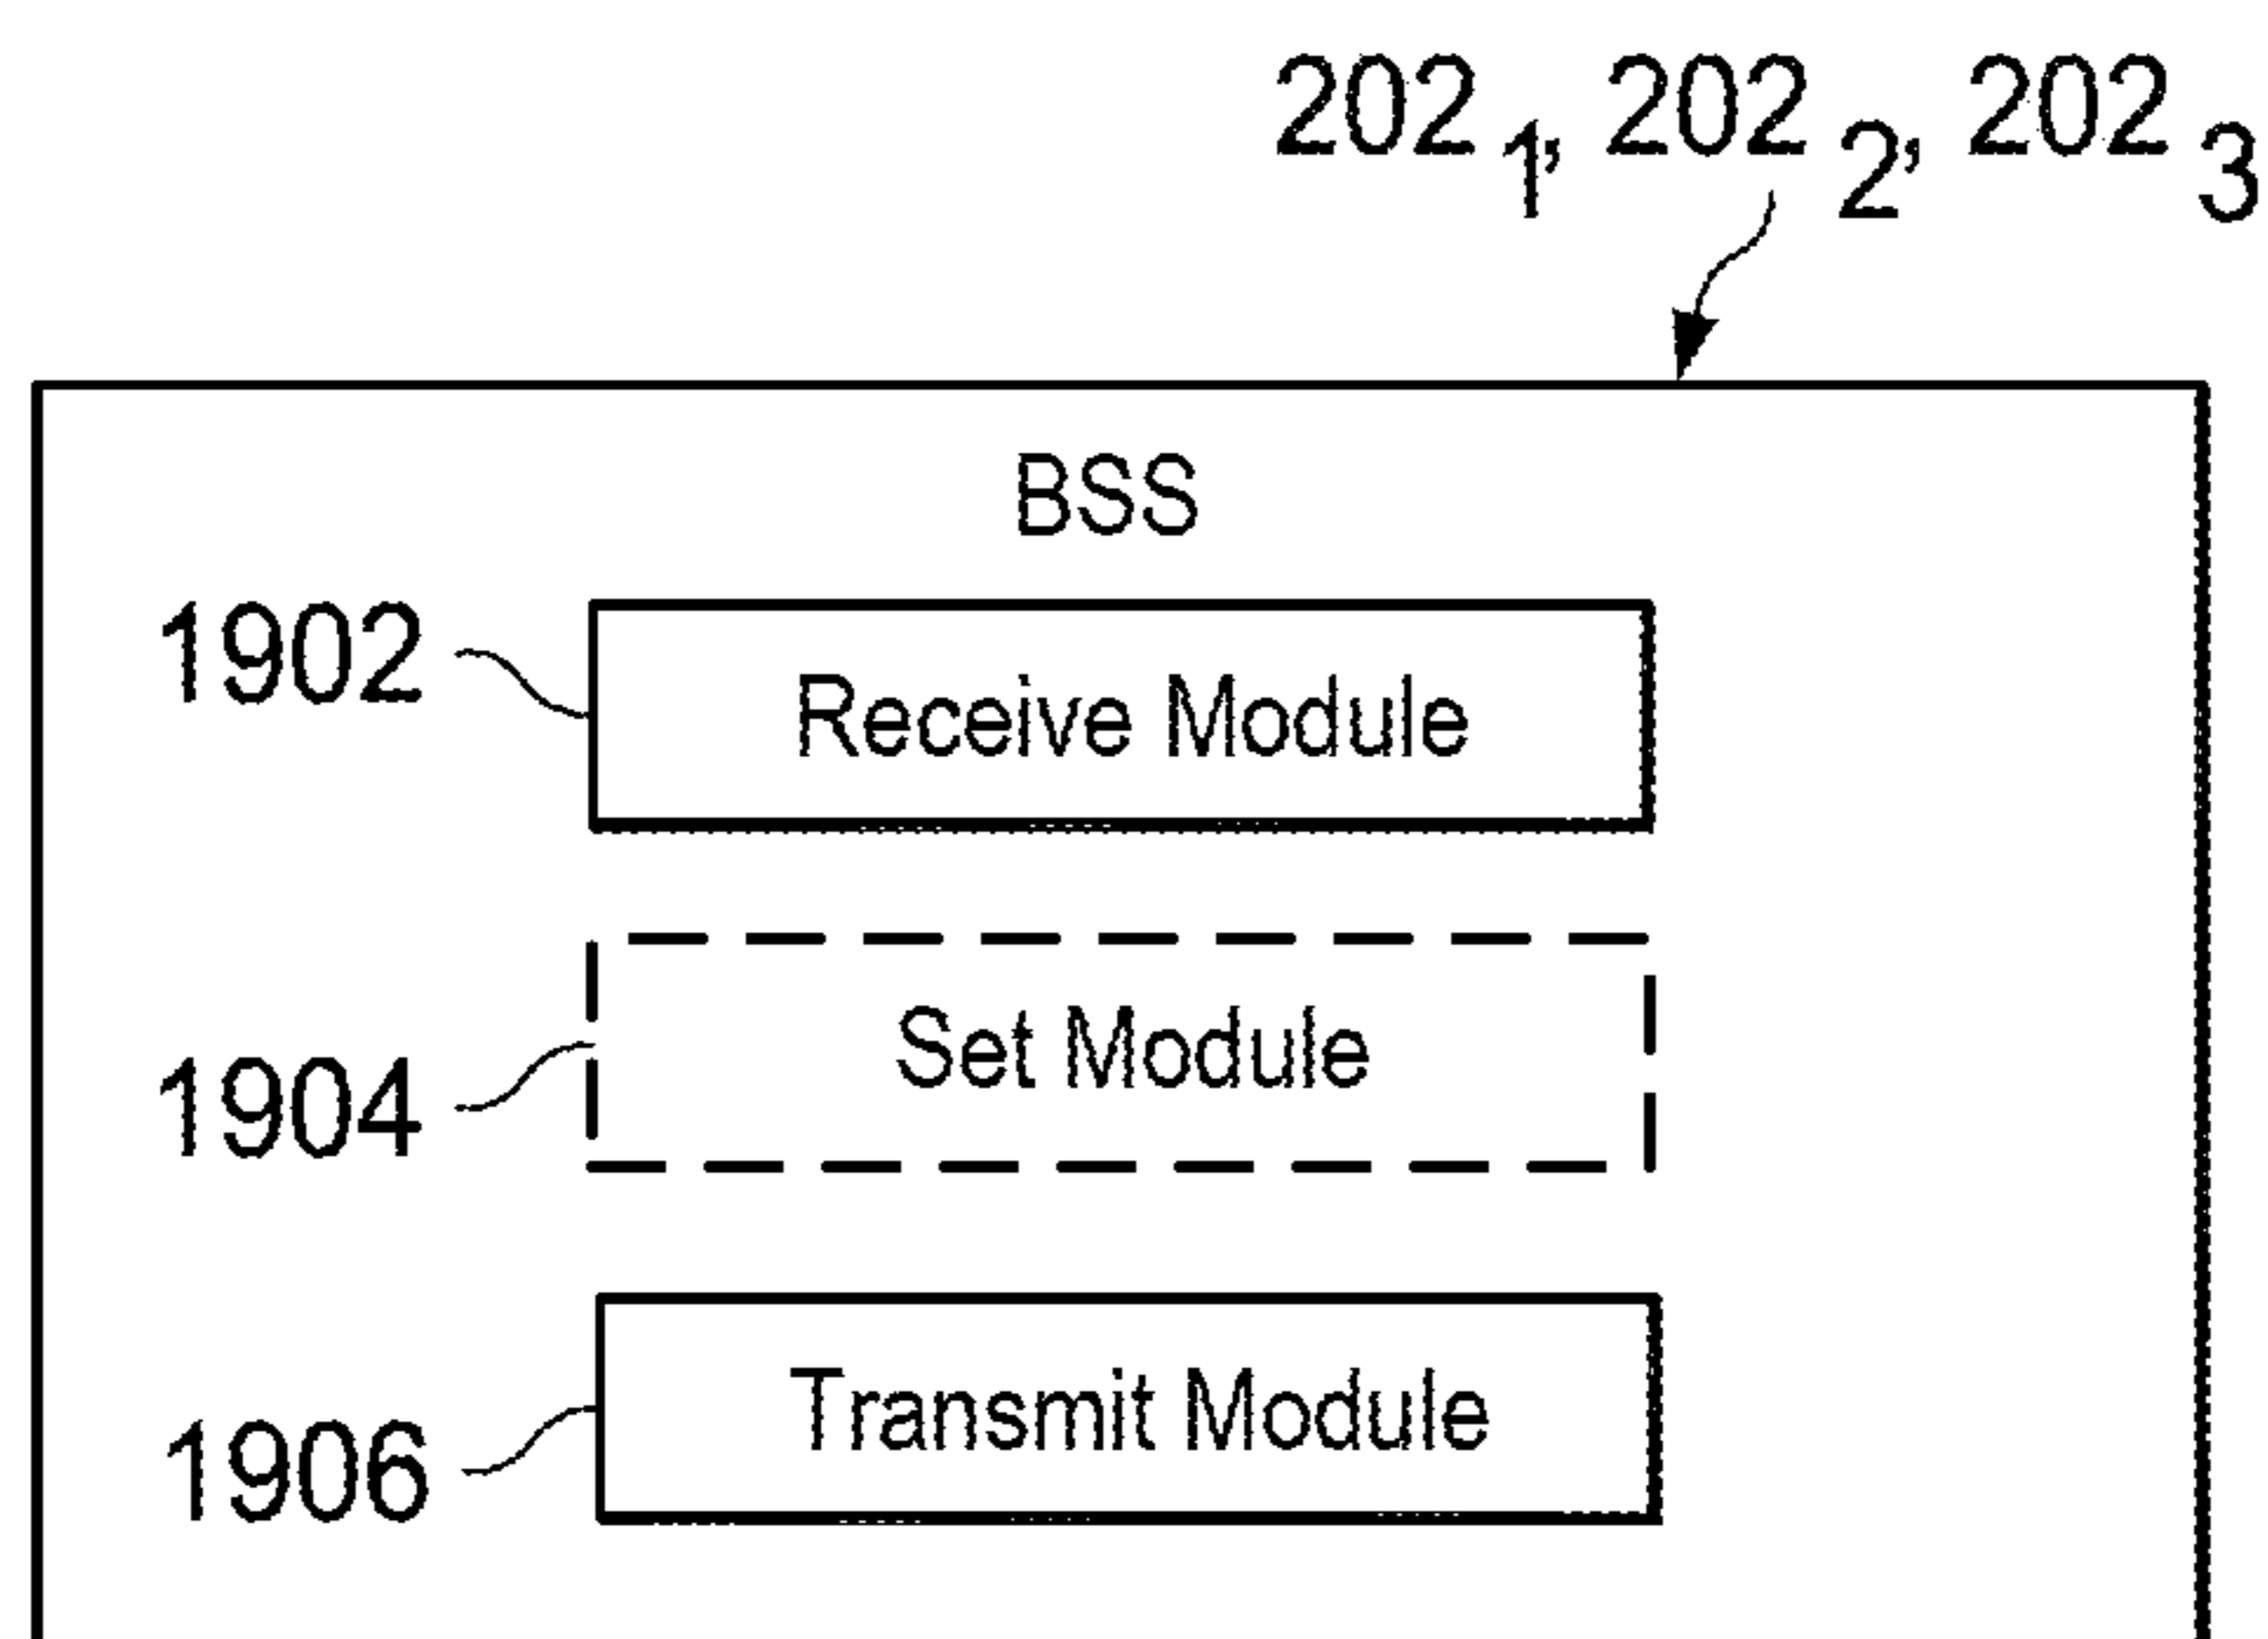 202₁, 202₂, 202₃
BSS
1902
Receive Module
1904
Set Module
1906
Transmit Module